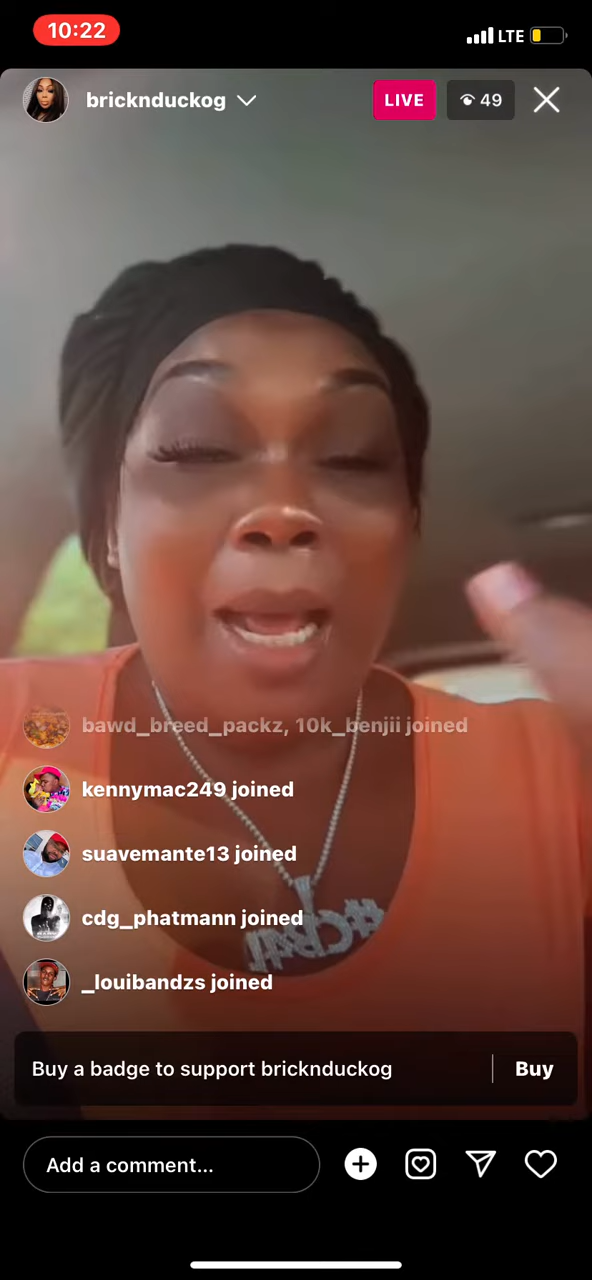 10:22
LTE
bricknduckog
LIVE
49
bawd_breed_packz, 10k_benjii joined
kennymac249 joined
suavemante13 joined
cdg_phatmann joined
_louibandzs joined
Buy a badge to support bricknduckog
Buy
Add a comment...